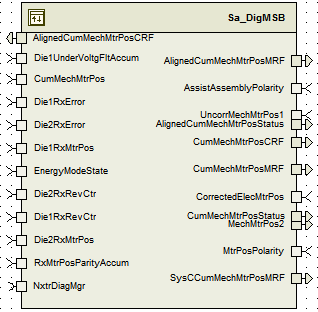 Sa_DigMSB
AlignedCumMechMtrPosCRF
Die1UnderVoltgFltAccum
CumMechMtrPos
Die1RxError
Die2RxError
Die1RxMtrPos
EnergyModeState
Die2RxRevCtr
Die1RxRevCtr
Die2RxMtrPos
RxMtrPosParityAccum
NxtrDiagMgr
AlignedCumMechMtrPosMRF
AssistAssemblyPolarity
UncorrMechMtrPos1
AlignedCumMechMtrPosStatus
CumMechMtrPosCRF
CumMechMtrPosMRF
CorrectedElecMtrPos
CumMechMtrPosStatus
MechMtrPos2
MtrPosPolarity
SysCCumMechMtrPosMRF